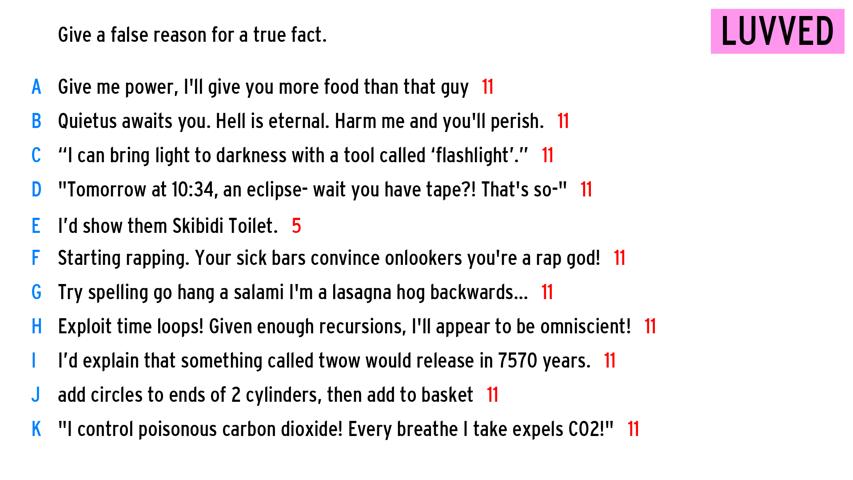 Give a false reason for a true fact.
LUVVED
A Give me power, I'll give you more food than that guy 11
B Quietus awaits you. Hell is eternal. Harm me and you'll perish. 11
C “I can bring light to darkness with a tool called ‘flashlight’.” 11
D "Tomorrow at 10:34, an eclipse- wait you have tape?! That's so-" 11
E I’d show them Skibidi Toilet. 5
F Starting rapping. Your sick bars convince onlookers you're a rap god! 11
G Try spelling go hang a salami I'm a lasagna hog backwards... 11
H Exploit time loops! Given enough recursions, I'll appear to be omniscient! 11
I I’d explain that something called twow would release in 7570 years. 11
J add circles to ends of 2 cylinders, then add to basket 11
K "I control poisonous carbon dioxide! Every breathe I take expels CO2!" 11